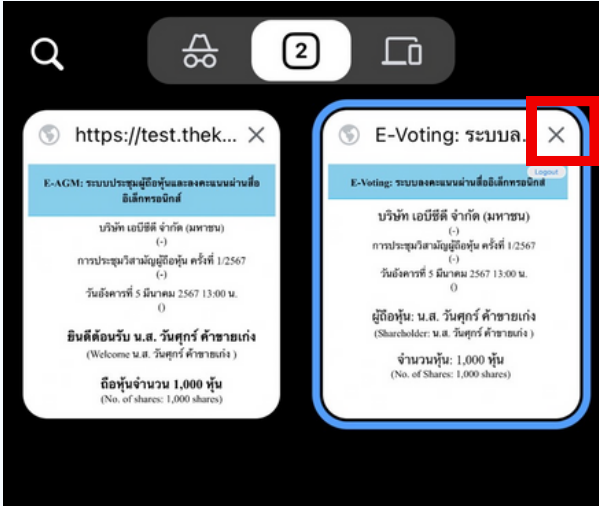 2
https://test.thek...
E-AGM: ระบบประชุมผู้ถือหุ้นและลงคะแนนผ่านสื่อ
อิเล็กทรอนิกส์
บริษัท เอบีซีดี จำกัด (มหาชน)
(-)
การประชุมวิสามัญผู้ถือหุ้น ครั้งที่ 1/2567
(-)
วันอังคารที่ 5 มีนาคม 2567 13:00 น.
()
ยินดีต้อนรับ น.ส. วันศุกร์ ค้าขายเก่ง
(Welcome น.ส. วันศุกร์ ค้าขายเก่ง )
ถือหุ้นจำนวน 1,000 หุ้น
(No. of shares: 1,000 shares)
E-Voting: ระบบล...
Logout
E-Voting: ระบบลงคะแนนผ่านสื่ออิเล็กทรอนิกส์
บริษัท เอบีซีดี จำกัด (มหาชน)
(-)
การประชุมวิสามัญผู้ถือหุ้น ครั้งที่ 1/2567
(-)
วันอังคารที่ 5 มีนาคม 2567 13:00 น.
()
ผู้ถือหุ้น: น.ส. วันศุกร์ ค้าขายเก่ง
(Shareholder: น.ส. วันศุกร์ ค้าขายเก่ง )
จำนวนหุ้น: 1,000 หุ้น
(No. of Shares: 1,000 shares)